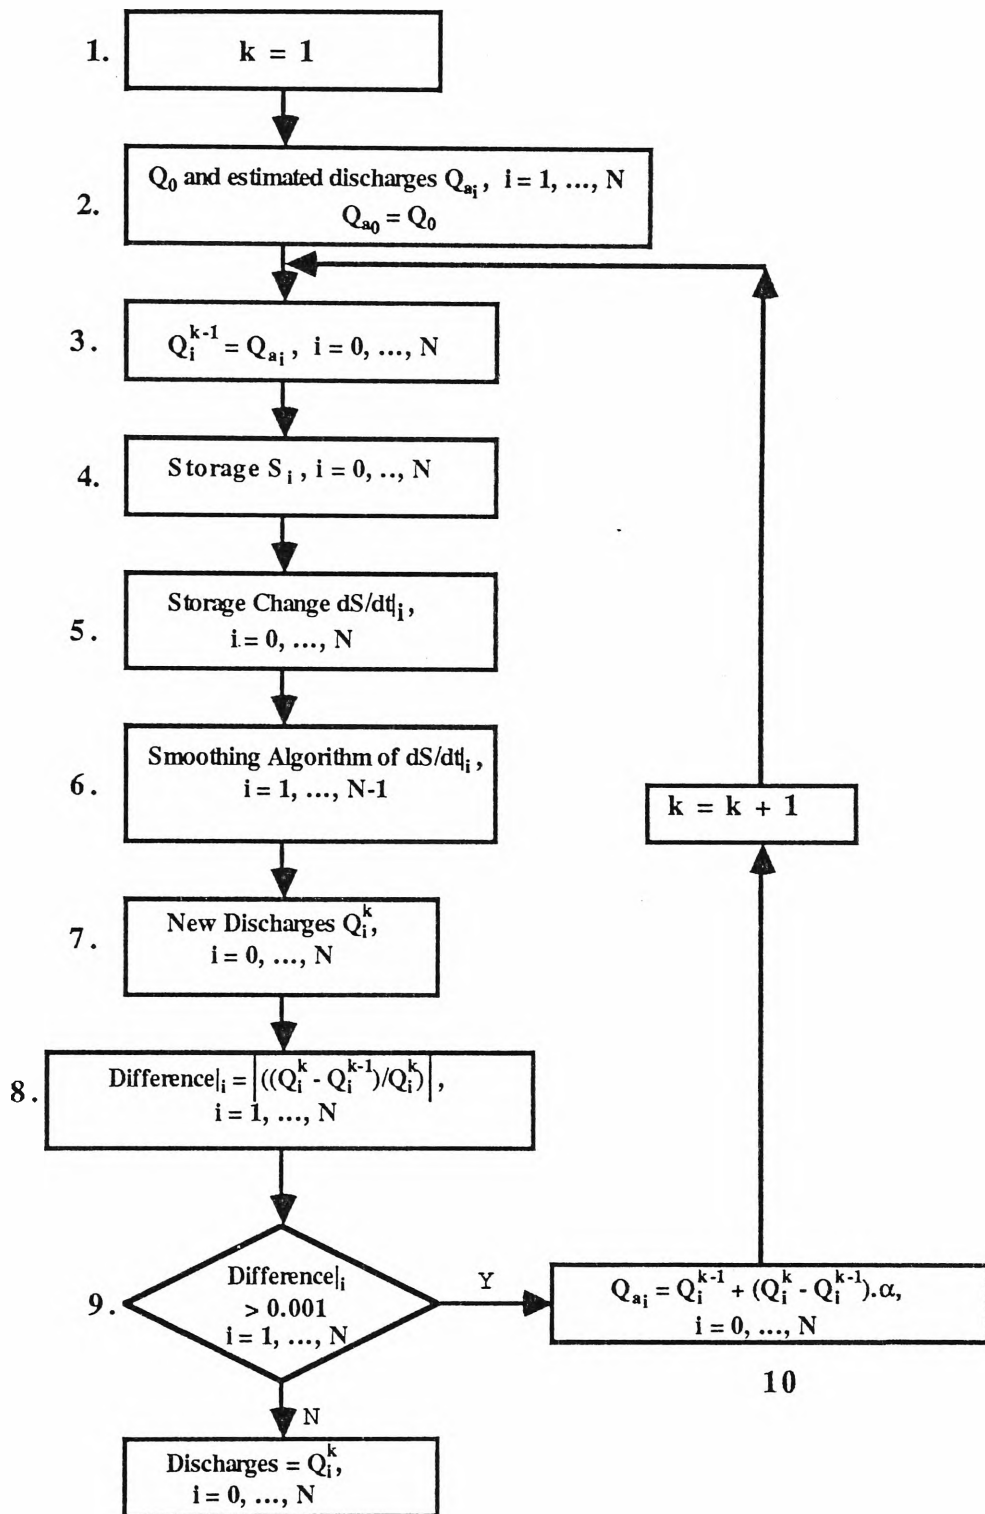 1. k = 1
Q₀ and estimated discharges Qₐᵢ, i = 1, ..., N
2. Qₐ₀ = Q₀
3. Qᵢᵏ⁻¹ = Qₐᵢ, i = 0, ..., N
4. Storage Sᵢ, i = 0, .., N
Storage Change dS/dt|ᵢ,
5. i = 0, ..., N
Smoothing Algorithm of dS/dt|ᵢ,
6. i = 1, ..., N-1
k = k + 1
New Discharges Qᵢᵏ,
7. i = 0, ..., N
8. Difference|ᵢ = |((Qᵢᵏ - Qᵢᵏ⁻¹)/Qᵢᵏ)|,
i = 1, ..., N
Difference|ᵢ
9. > 0.001
i = 1, ..., N
Y
Qₐᵢ = Qᵢᵏ⁻¹ + (Qᵢᵏ - Qᵢᵏ⁻¹).α,
i = 0, ..., N
10
N
Discharges = Qᵢᵏ,
i = 0, ..., N